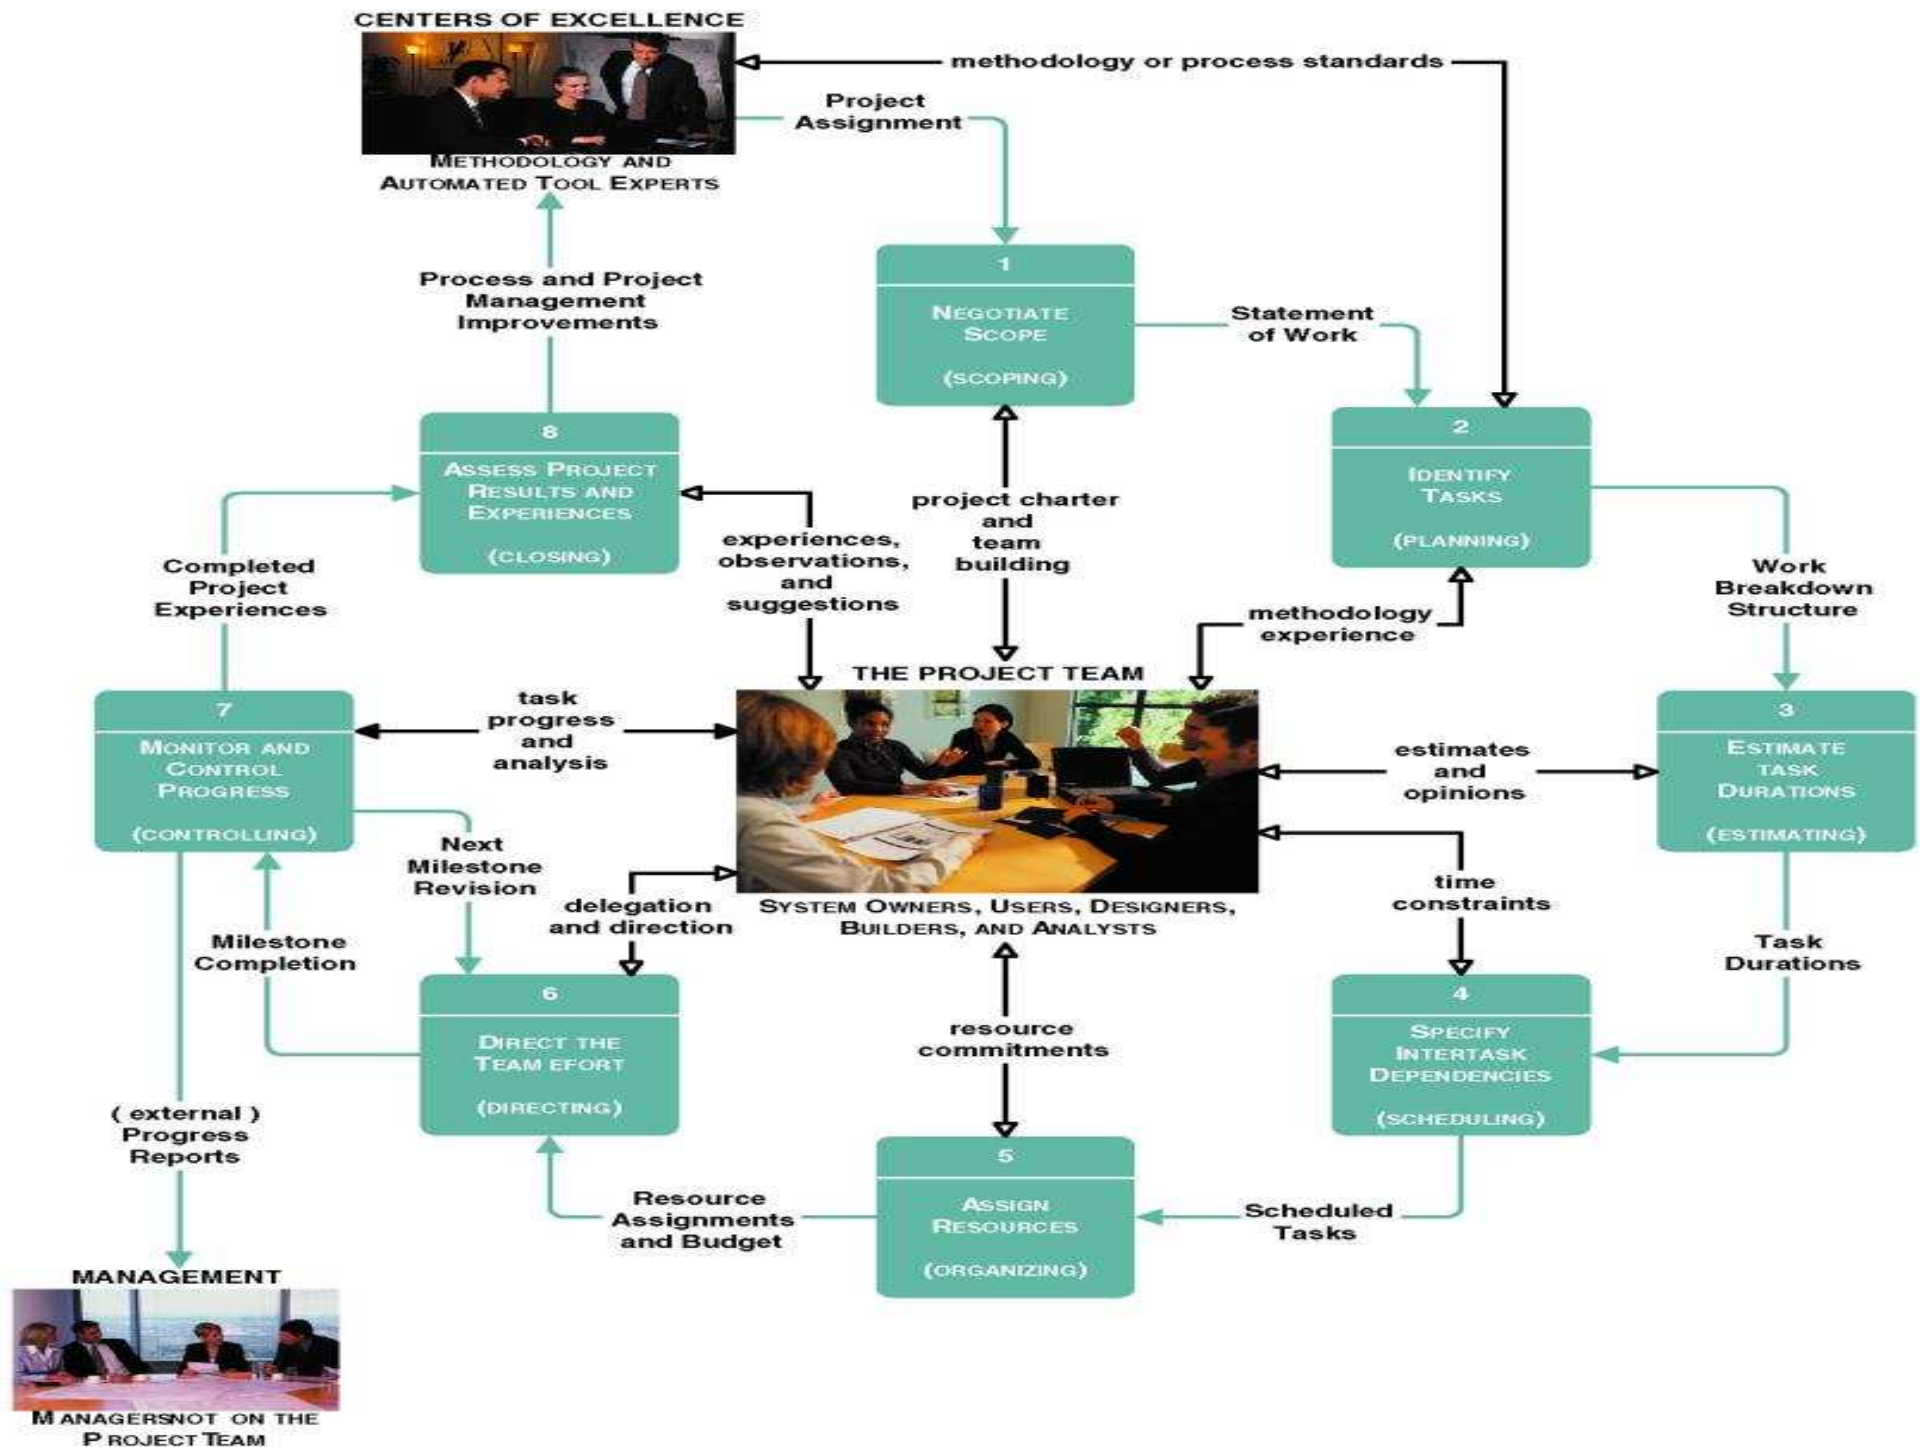 CENTERS OF EXCELLENCE
METHODOLOGY AND
AUTOMATED TOOL EXPERTS
methodology or process standards
Project
Assignment
1
NEGOTIATE
SCOPE
(SCOPING)
Statement
of Work
2
IDENTIFY
TASKS
(PLANNING)
Process and Project
Management
Improvements
8
ASSESS PROJECT
RESULTS AND
EXPERIENCES
(CLOSING)
experiences,
observations,
and
suggestions
project charter
and
team
building
methodology
experience
Work
Breakdown
Structure
Completed
Project
Experiences
7
MONITOR AND
CONTROL
PROGRESS
(CONTROLLING)
task
progress
and
analysis
THE PROJECT TEAM
SYSTEM OWNERS, USERS, DESIGNERS,
BUILDERS, AND ANALYSTS
estimates
and
opinions
3
ESTIMATE
TASK
DURATIONS
(ESTIMATING)
Next
Milestone
Revision
delegation
and direction
time
constraints
Milestone
Completion
Task
Durations
6
DIRECT THE
TEAM EFORT
(DIRECTING)
resource
commitments
4
SPECIFY
INTERTASK
DEPENDENCIES
(SCHEDULING)
( external )
Progress
Reports
Resource
Assignments
and Budget
5
ASSIGN
RESOURCES
(ORGANIZING)
Scheduled
Tasks
MANAGEMENT
MANAGERSNOT ON THE
PROJECT TEAM